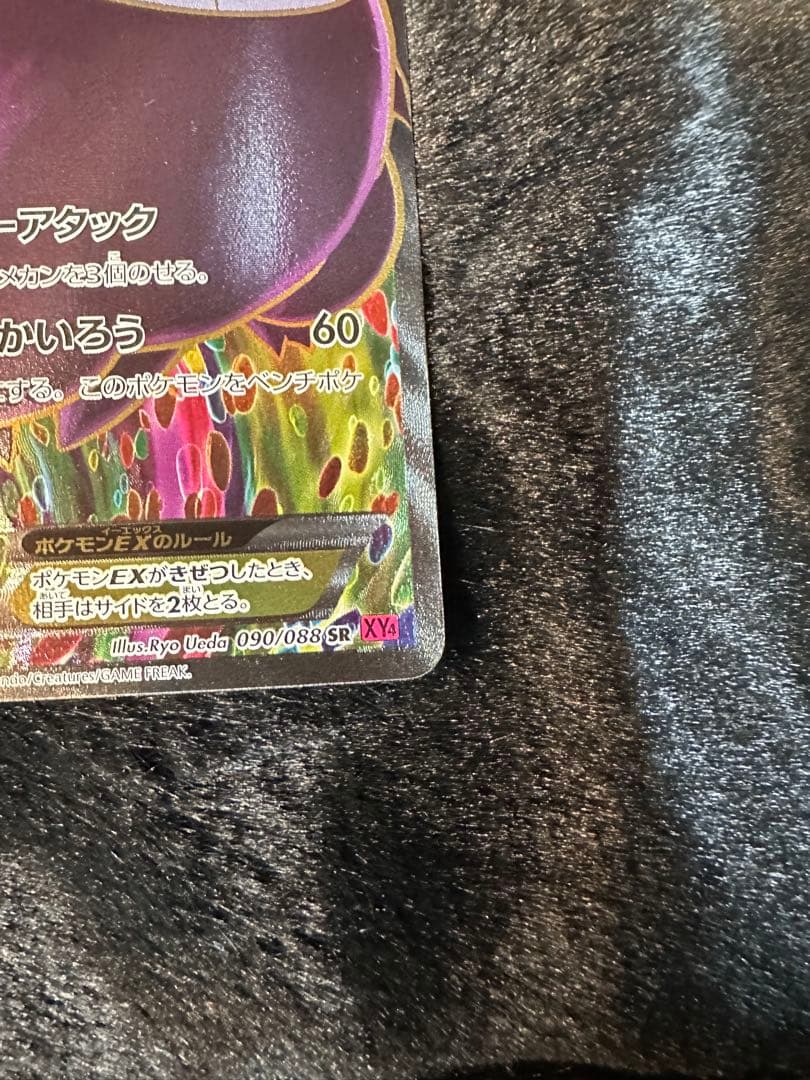 ーアタック
メカンを3個のせる。
こ
かいろう 60
する。このポケモンをベンチポケ
イーエックス
ポケモンEXのルール
ポケモンEXがきぜつしたとき、
あいて まい
相手はサイドを2枚とる。
Illus.Ryo Ueda 090/088 SR XY4
ndo/Creatures/GAME FREAK.